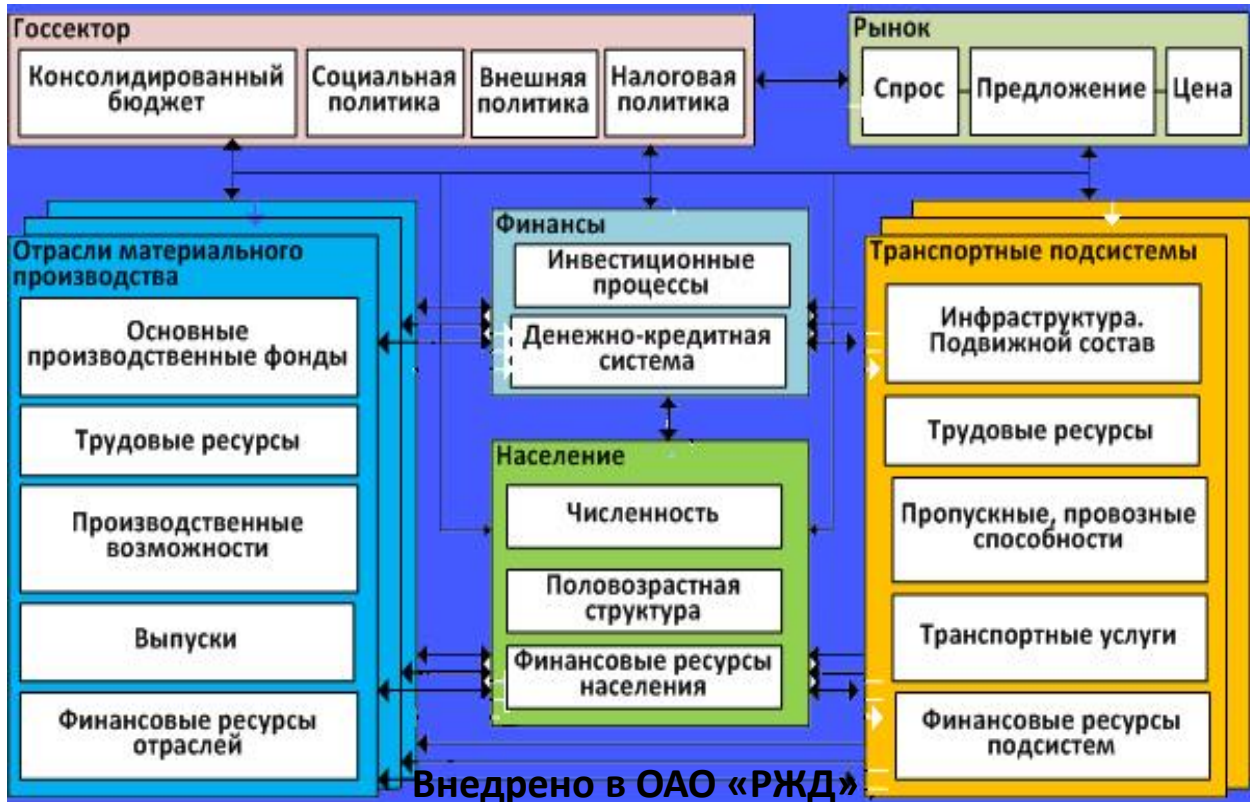 Госсектор
Консолидированный
бюджет
Социальная
политика
Внешняя
политика
Налоговая
политика
Рынок
Спрос
Предложение
Цена
Отрасли материального
производства
Основные
производственные фонды
Трудовые ресурсы
Производственные
возможности
Выпуски
Финансовые ресурсы
отраслей
Финансы
Инвестиционные
процессы
Денежно-кредитная
система
Население
Численность
Половозрастная
структура
Финансовые ресурсы
населения
Транспортные подсистемы
Инфраструктура.
Подвижной состав
Трудовые ресурсы
Пропускные, провозные
способности
Транспортные услуги
Финансовые ресурсы
подсистем
Внедрено в ОАО «РЖД»